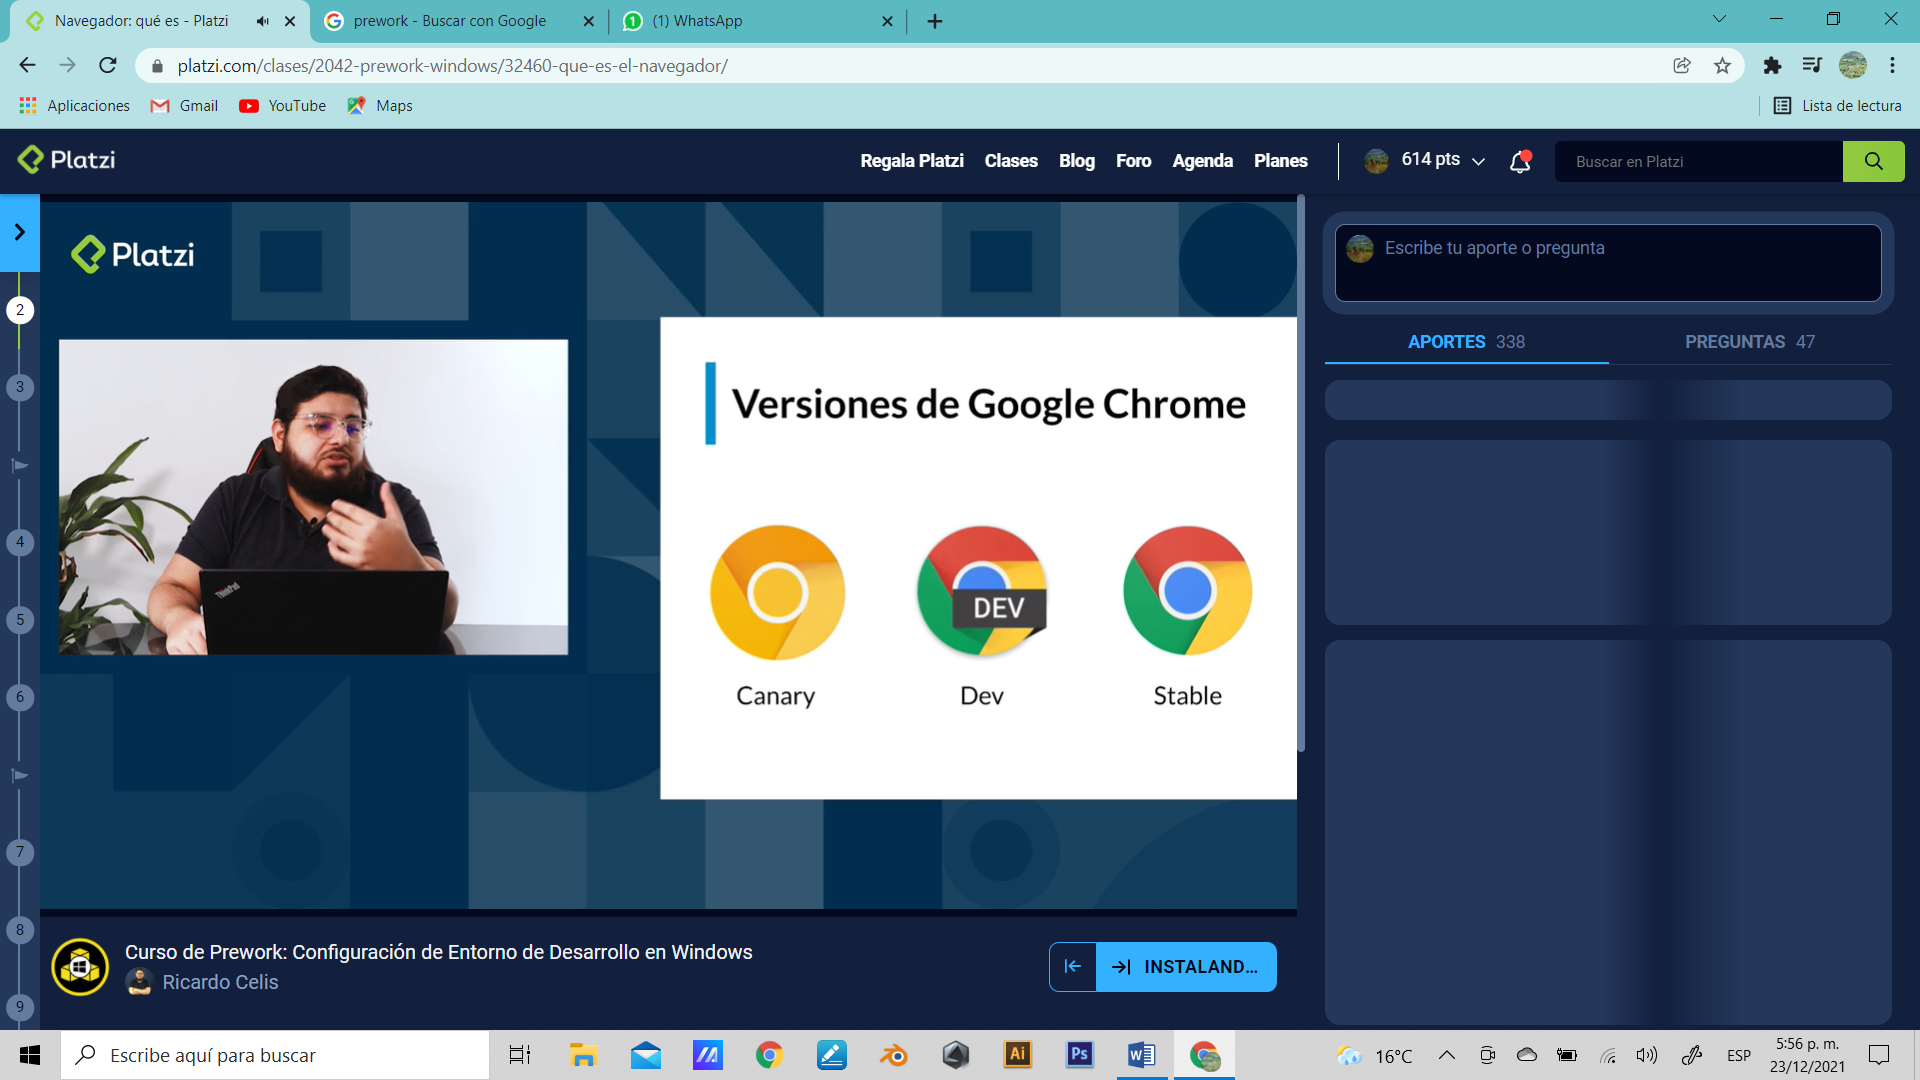 Navegador: qué es - Platzi
prework - Buscar con Google
(1) WhatsApp
platzi.com/clases/2042-prework-windows/32460-que-es-el-navegador/
Aplicaciones
Gmail
YouTube
Maps
Lista de lectura
Platzi
Regala Platzi
Clases
Blog
Foro
Agenda
Planes
614 pts
Buscar en Platzi
Platzi
Versiones de Google Chrome
DEV
Canary
Dev
Stable
ThinkPad
2
3
4
5
6
7
8
9
Escribe tu aporte o pregunta
APORTES 338
PREGUNTAS 47
Curso de Prework: Configuración de Entorno de Desarrollo en Windows
Ricardo Celis
INSTALAND...
Escribe aquí para buscar
Ai
Ps
W
16°C
ESP
5:56 p. m.
23/12/2021